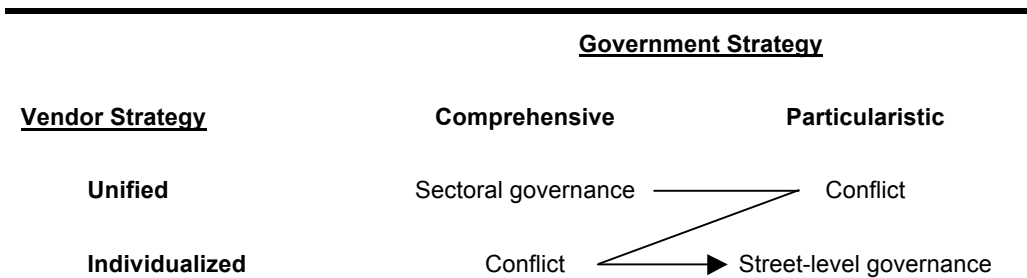 Government Strategy
Vendor Strategy Comprehensive Particularistic
Unified Sectoral governance Conflict
Individualized Conflict Street-level governance